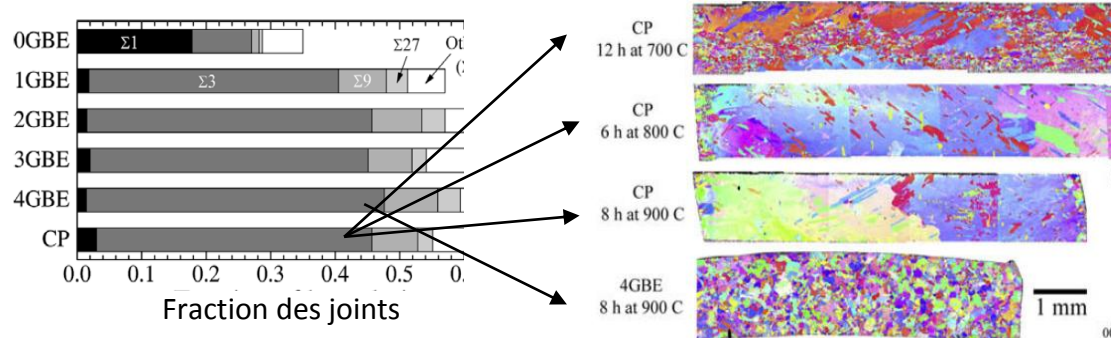 0GBE
Σ1
Σ27
1GBE
Σ3
Σ9
2GBE
3GBE
4GBE
CP
0.0 0.1 0.2 0.3 0.4 0.5
Fraction des joints
CP
12 h at 700 C
CP
6 h at 800 C
CP
8 h at 900 C
4GBE
8 h at 900 C
1 mm